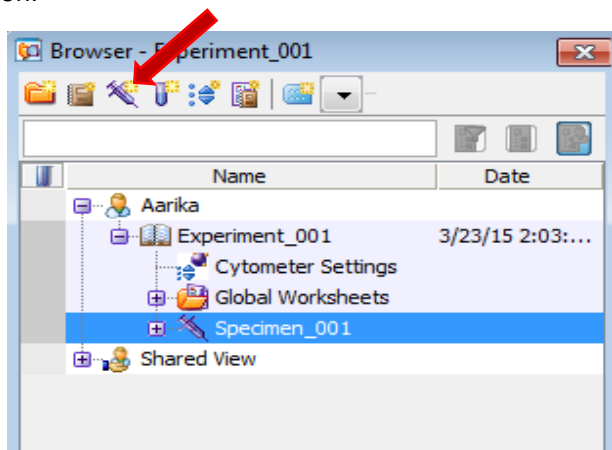 Browser - Experiment_001
Name Date
Aarika
Experiment_001 3/23/15 2:03:...
Cytometer Settings
Global Worksheets
Specimen_001
Shared View